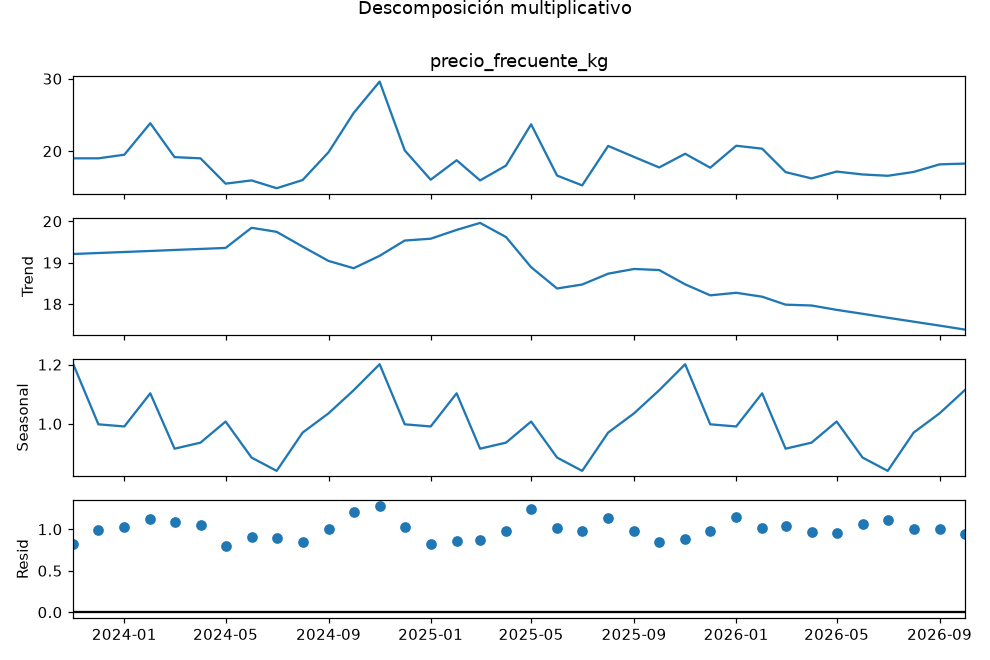 Descomposición multiplicativo
precio_frecuente_kg
30
20
20
19
18
Trend
1.2
1.0
Seasonal
1.0
0.5
0.0
Resid
2024-01 2024-05 2024-09 2025-01 2025-05 2025-09 2026-01 2026-05 2026-09